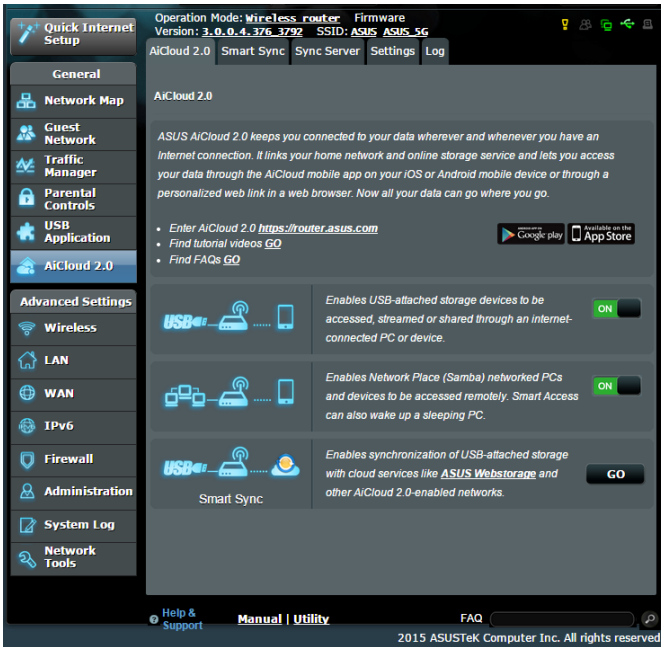 Quick Internet
Setup
Operation Mode: Wireless router Firmware
Version: 3.0.0.4.376_3792 SSID: ASUS ASUS_5G
AiCloud 2.0 Smart Sync Sync Server Settings Log
General
Network Map
Guest
Network
Traffic
Manager
Parental
Controls
USB
Application
AiCloud 2.0
Advanced Settings
Wireless
LAN
WAN
IPv6
Firewall
Administration
System Log
Network
Tools
AiCloud 2.0
ASUS AiCloud 2.0 keeps you connected to your data wherever and whenever you have an
Internet connection. It links your home network and online storage service and lets you access
your data through the AiCloud mobile app on your iOS or Android mobile device or through a
personalized web link in a web browser. Now all your data can go where you go.
• Enter AiCloud 2.0 https://router.asus.com
• Find tutorial videos GO
• Find FAQs GO
Google play
Available on the
App Store
USB
Enables USB-attached storage devices to be
accessed, streamed or shared through an internet-
connected PC or device.
ON
Enables Network Place (Samba) networked PCs
and devices to be accessed remotely. Smart Access
can also wake up a sleeping PC.
ON
USB
Smart Sync
Enables synchronization of USB-attached storage
with cloud services like ASUS Webstorage and
other AiCloud 2.0-enabled networks.
GO
Help &
Support
Manual | Utility
FAQ
2015 ASUSTeK Computer Inc. All rights reserved